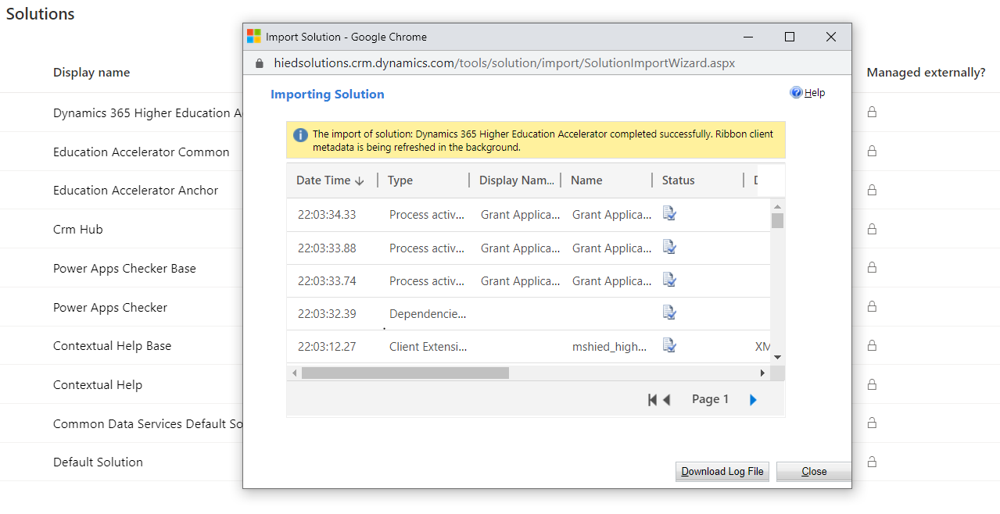 Solutions
Import Solution - Google Chrome
hiedsolutions.crm.dynamics.com/tools/solution/import/SolutionImportWizard.aspx
Display name
Managed externally?
Importing Solution
Help
Dynamics 365 Higher Education A
The import of solution: Dynamics 365 Higher Education Accelerator completed successfully. Ribbon client
metadata is being refreshed in the background.
Education Accelerator Common
Education Accelerator Anchor
Crm Hub
Power Apps Checker Base
Power Apps Checker
Contextual Help Base
Contextual Help
Common Data Services Default So
Default Solution
Date Time Type Display Nam... Name Status
22:03:34.33 Process activ... Grant Applica... Grant Applica...
22:03:33.88 Process activ... Grant Applica... Grant Applica...
22:03:33.74 Process activ... Grant Applica... Grant Applica...
22:03:32.39 Dependencie...
22:03:12.27 Client Extensi... mshied_high... XM
Page 1
Download Log File Close